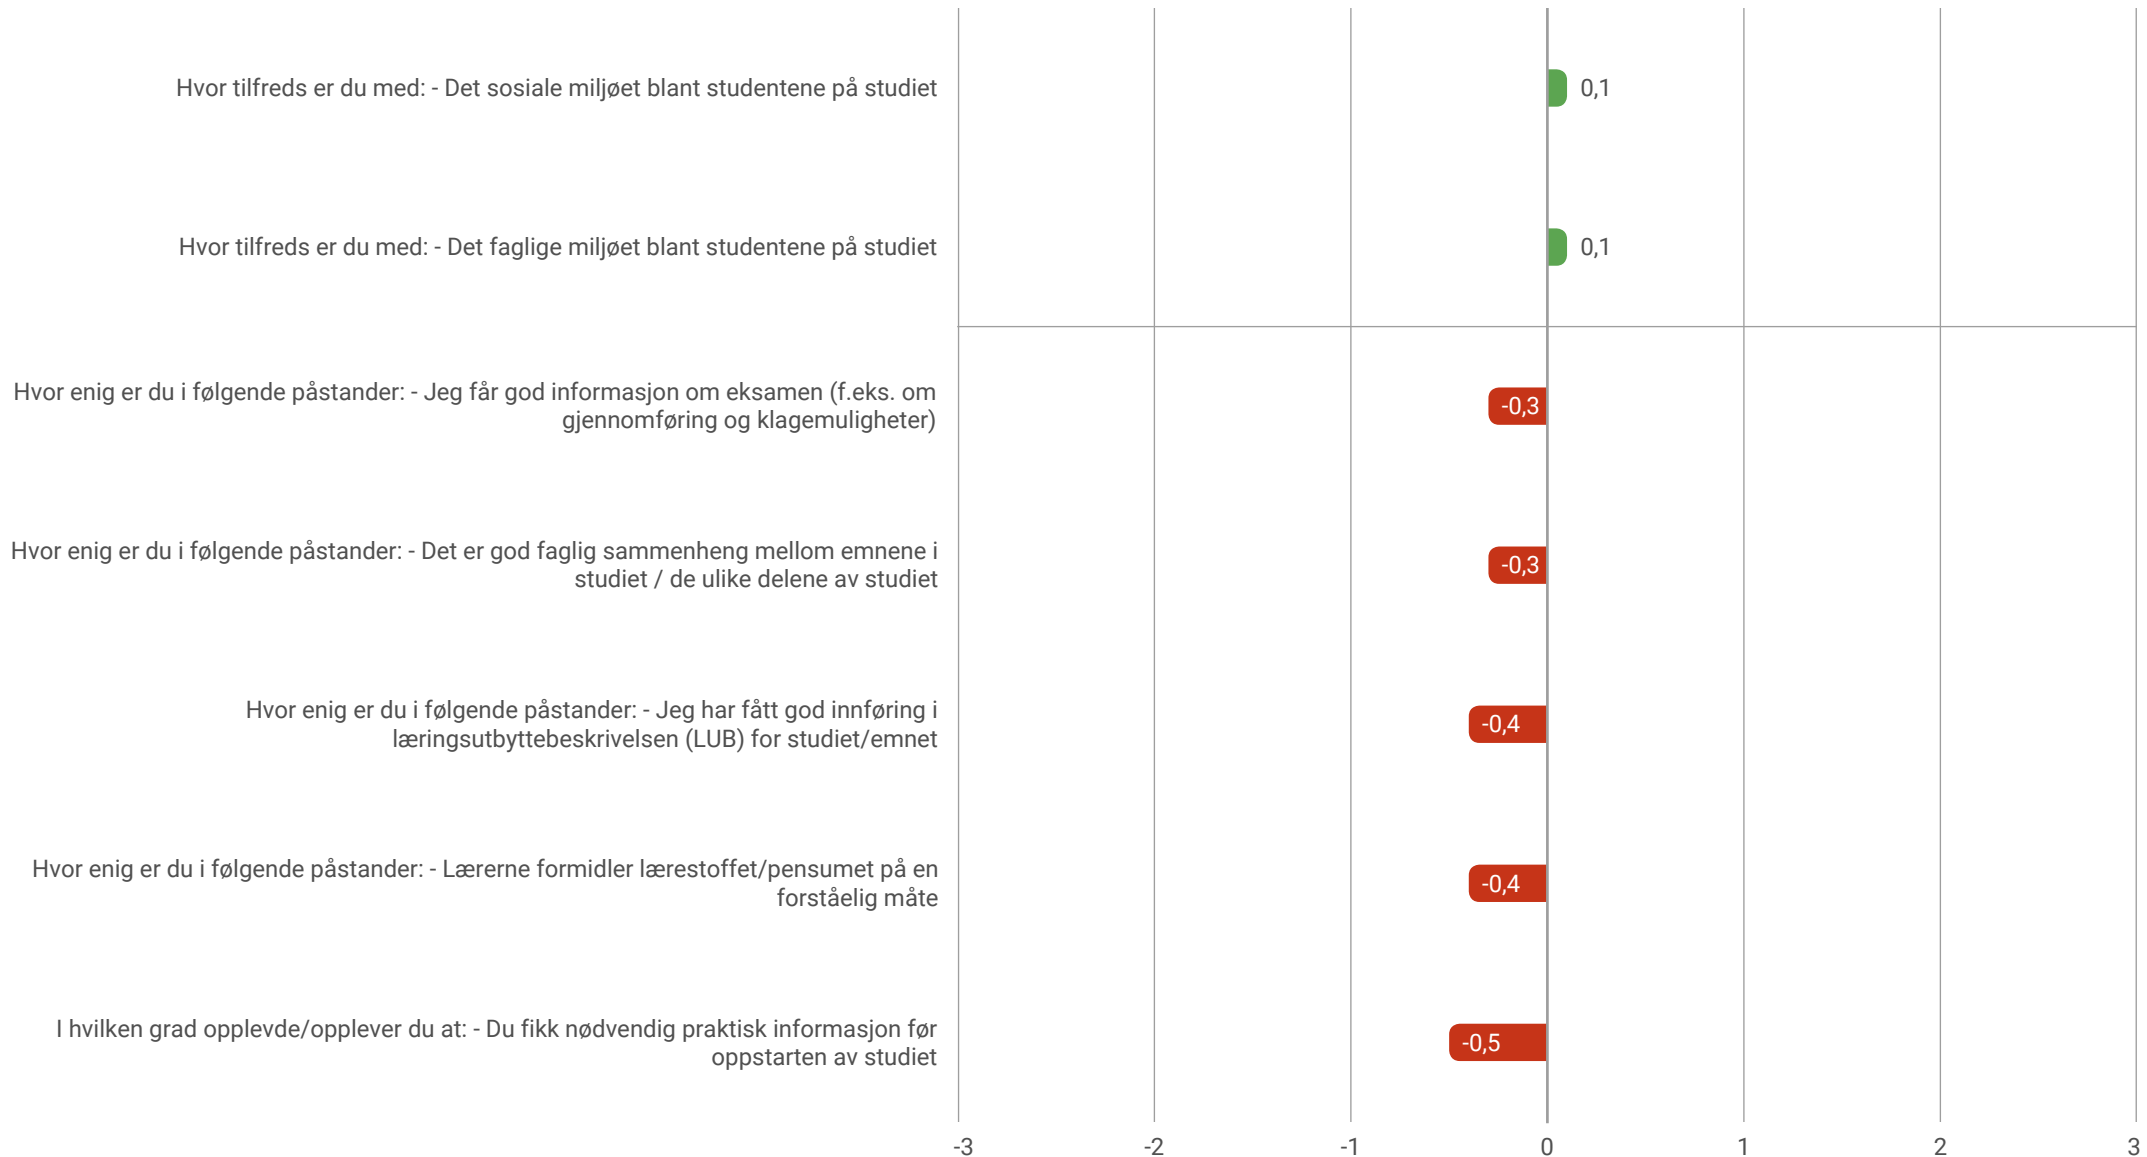 Hvor tilfreds er du med: - Det sosiale miljøet blant studentene på studiet
0,1
Hvor tilfreds er du med: - Det faglige miljøet blant studentene på studiet
0,1
Hvor enig er du i følgende påstander: - Jeg får god informasjon om eksamen (f.eks. om
gjennomføring og klagemuligheter)
-0,3
Hvor enig er du i følgende påstander: - Det er god faglig sammenheng mellom emnene i
studiet / de ulike delene av studiet
-0,3
Hvor enig er du i følgende påstander: - Jeg har fått god innføring i
læringsutbyttebeskrivelsen (LUB) for studiet/emnet
-0,4
Hvor enig er du i følgende påstander: - Lærerne formidler lærestoffet/pensumet på en
forståelig måte
-0,4
I hvilken grad opplevde/opplever du at: - Du fikk nødvendig praktisk informasjon før
oppstarten av studiet
-0,5
-3 -2 -1 0 1 2 3